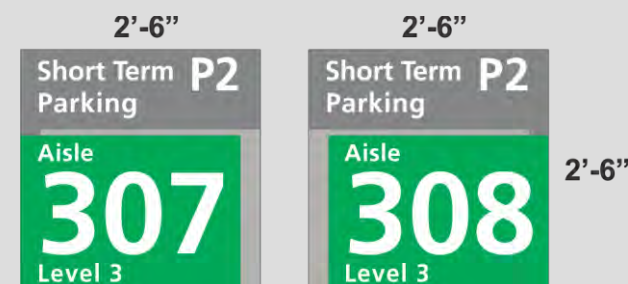 2’-6”
2’-6”
Short Term P2
Parking
Short Term P2
Parking
Aisle
307
Level 3
Aisle
308
Level 3
2’-6”